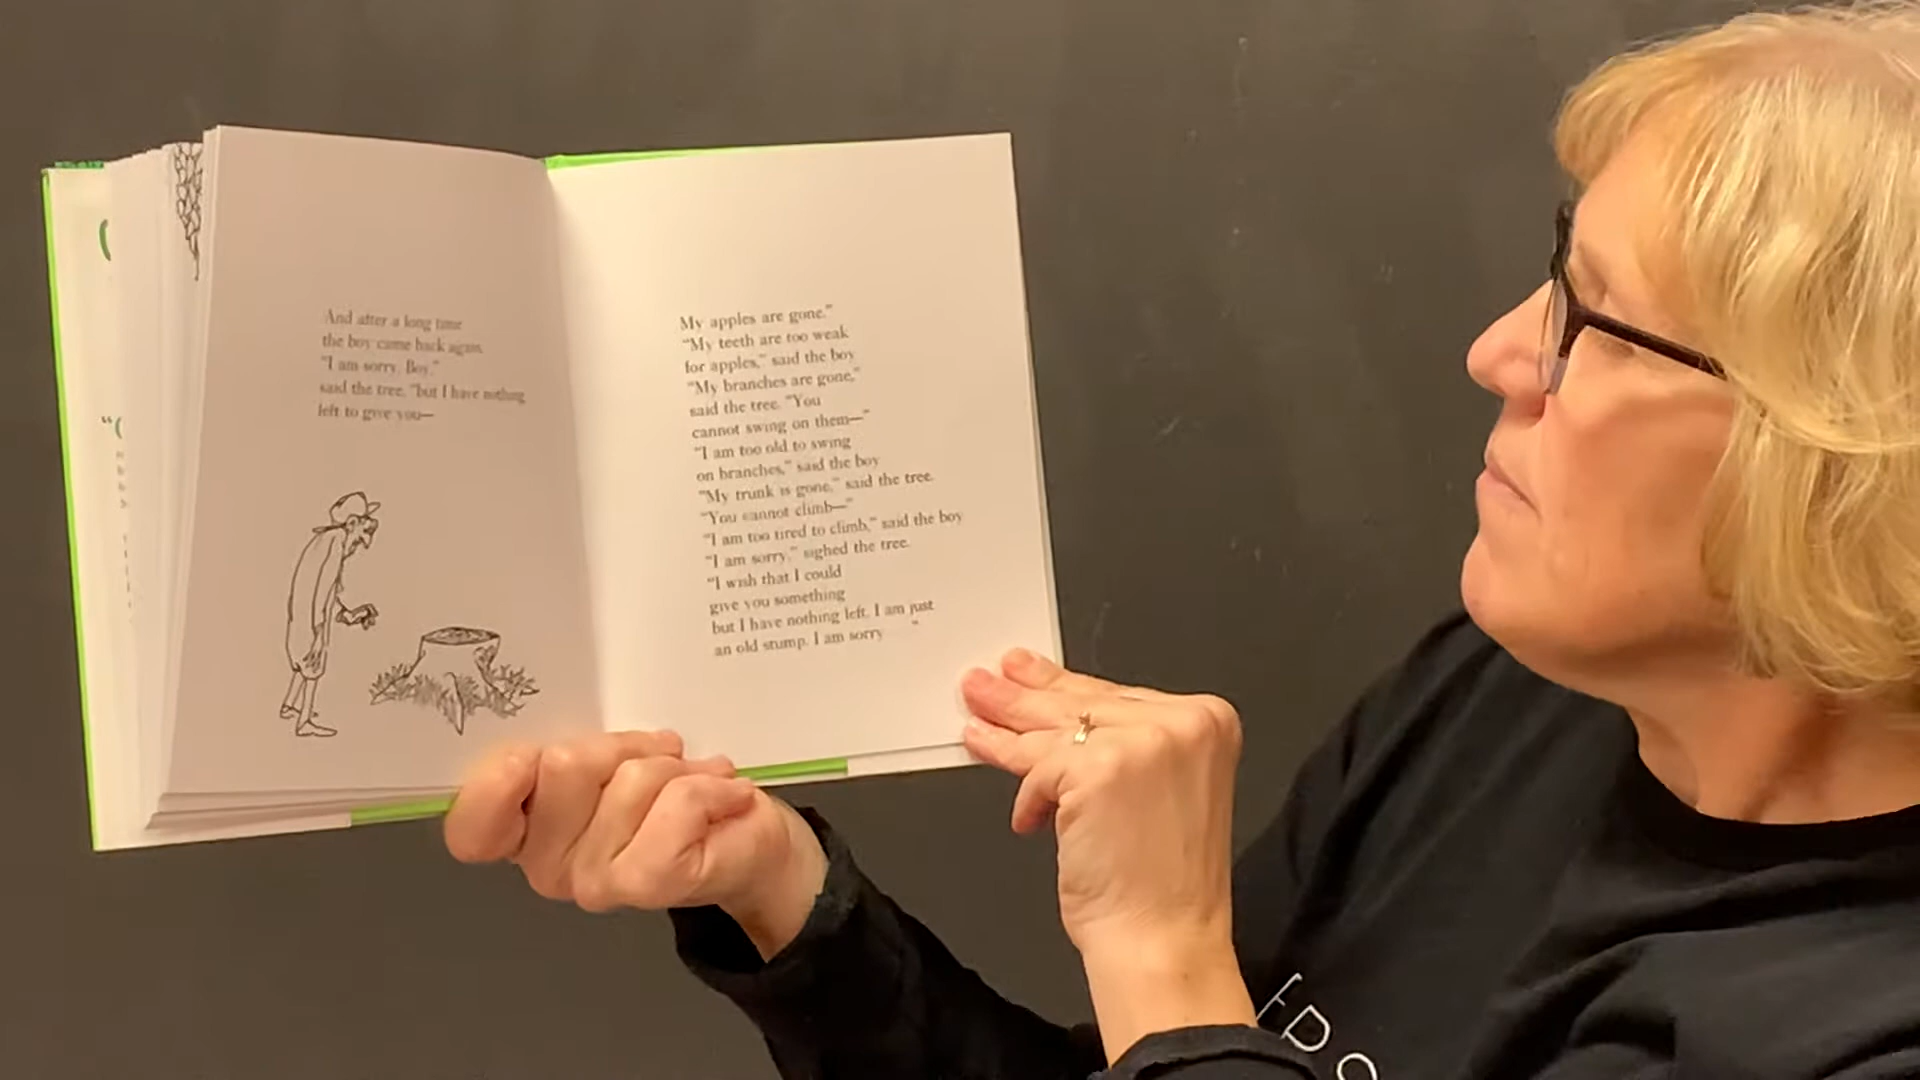 And after a long time
the boy came back again.
"I am sorry, Boy,"
said the tree, "but I have nothing
left to give you—
My apples are gone."
"My teeth are too weak
for apples," said the boy.
"My branches are gone,"
said the tree. "You
cannot swing on them—"
"I am too old to swing
on branches," said the boy.
"My trunk is gone," said the tree.
"You cannot climb—"
"I am too tired to climb," said the boy.
"I am sorry," sighed the tree.
"I wish that I could
give you something
but I have nothing left. I am just
an old stump. I am sorry "